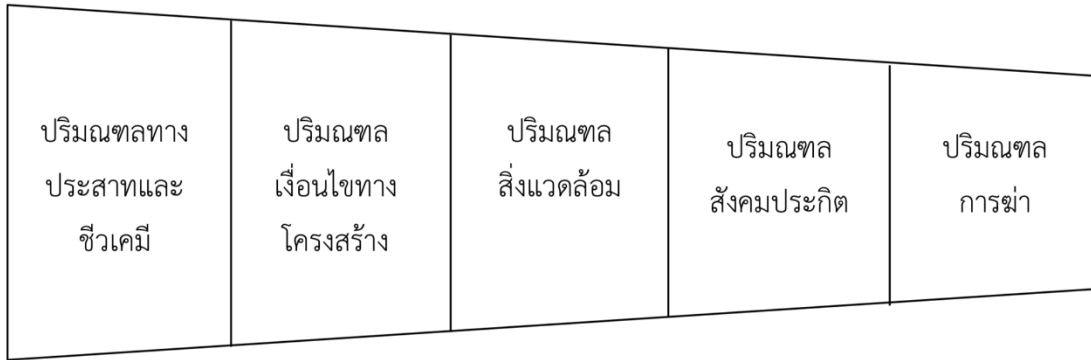 ปริมณฑลทาง
ประสาทและ
ชีวเคมี
ปริมณฑล
เงื่อนไขทาง
โครงสร้าง
ปริมณฑล
สิ่งแวดล้อม
ปริมณฑล
สังคมประกิต
ปริมณฑล
การฆ่า